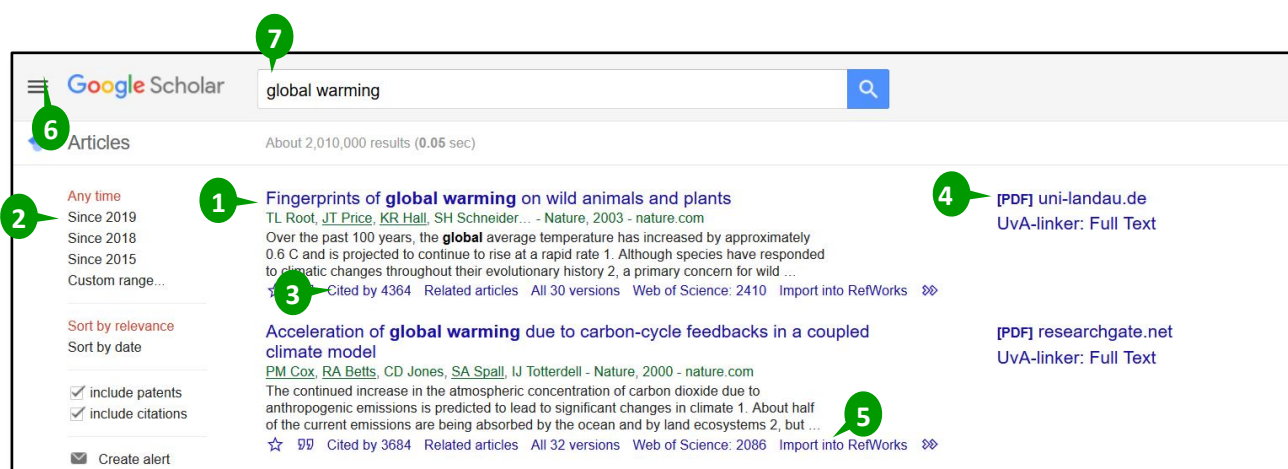 7
Google Scholar
global warming
6
Articles
About 2,010,000 results (0.05 sec)
Any time
Since 2019
Since 2018
Since 2015
Custom range...
Sort by relevance
Sort by date
include patents
include citations
Create alert
2
1
Fingerprints of global warming on wild animals and plants
TL Root, JT Price, KR Hall, SH Schneider... - Nature, 2003 - nature.com
Over the past 100 years, the global average temperature has increased by approximately
0.6 C and is projected to continue to rise at a rapid rate 1. Although species have responded
to climatic changes throughout their evolutionary history 2, a primary concern for wild ...
3
Cited by 4364 Related articles All 30 versions Web of Science: 2410 Import into RefWorks
4
[PDF] uni-landau.de
UvA-linker: Full Text
Acceleration of global warming due to carbon-cycle feedbacks in a coupled
climate model
PM Cox, RA Betts, CD Jones, SA Spall, IJ Totterdell - Nature, 2000 - nature.com
The continued increase in the atmospheric concentration of carbon dioxide due to
anthropogenic emissions is predicted to lead to significant changes in climate 1. About half
of the current emissions are being absorbed by the ocean and by land ecosystems 2, but ...
5
Cited by 3684 Related articles All 32 versions Web of Science: 2086 Import into RefWorks
[PDF] researchgate.net
UvA-linker: Full Text